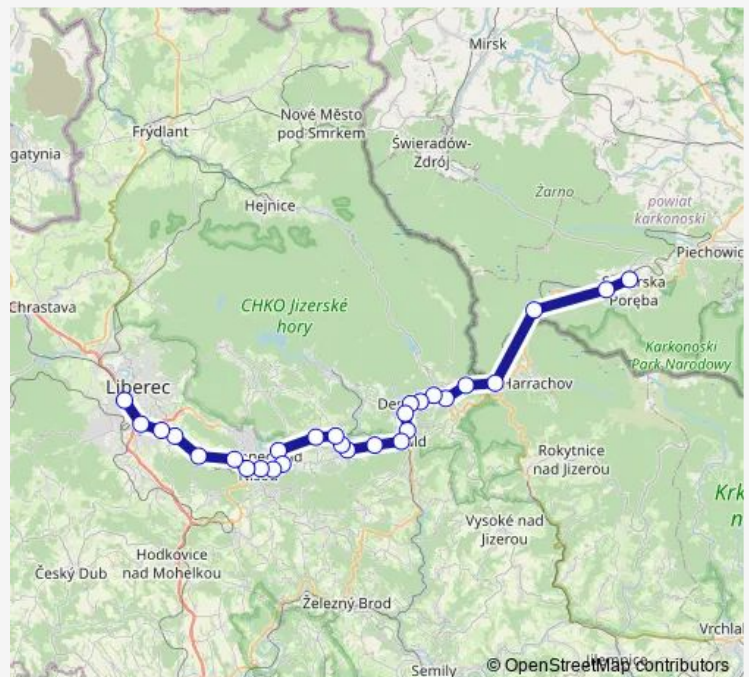 Mirsk
Nové Město
pod Smrkem
Frýdlant
gatynia
Świeradów-
Zdrój
Żarno
powiat
karkonoski
Hejnice
Piechowic
Chrastava
CHKO Jizerské
hory
Poręba
Karkonoski
Park Narodowy
Liberec
Harrachov
Rokytnice
nad Jizerou
Vysoké nad
Jizerou
Hodkovice
nad Mohelkou
Český Dub
Železný Brod
Vrchla
Semily
© OpenStreetMap contributors